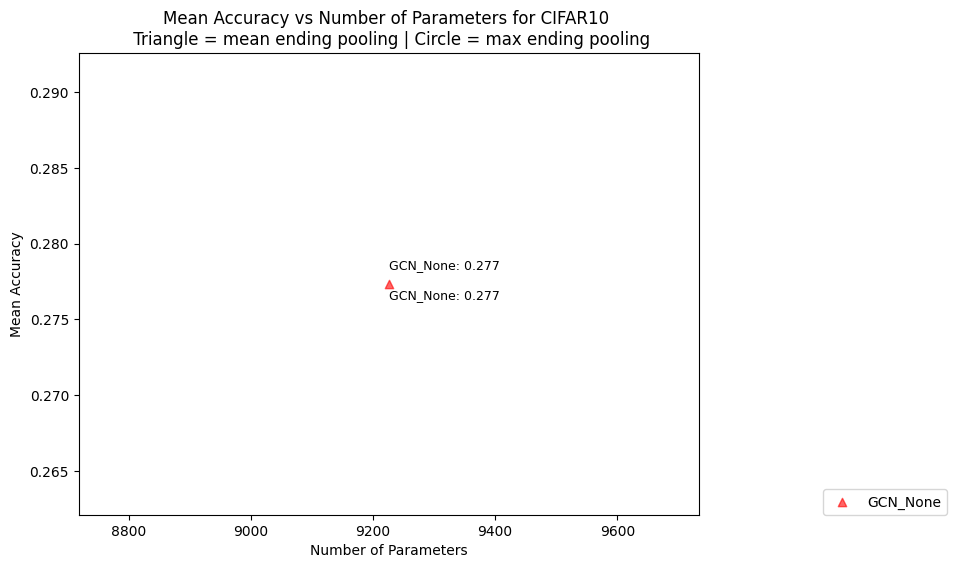 Mean Accuracy vs Number of Parameters for CIFAR10
Triangle = mean ending pooling | Circle = max ending pooling
Mean Accuracy
0.290
0.285
0.280
0.275
0.270
0.265
GCN_None: 0.277
GCN_None: 0.277
8800
9000
9200
9400
9600
Number of Parameters
GCN_None